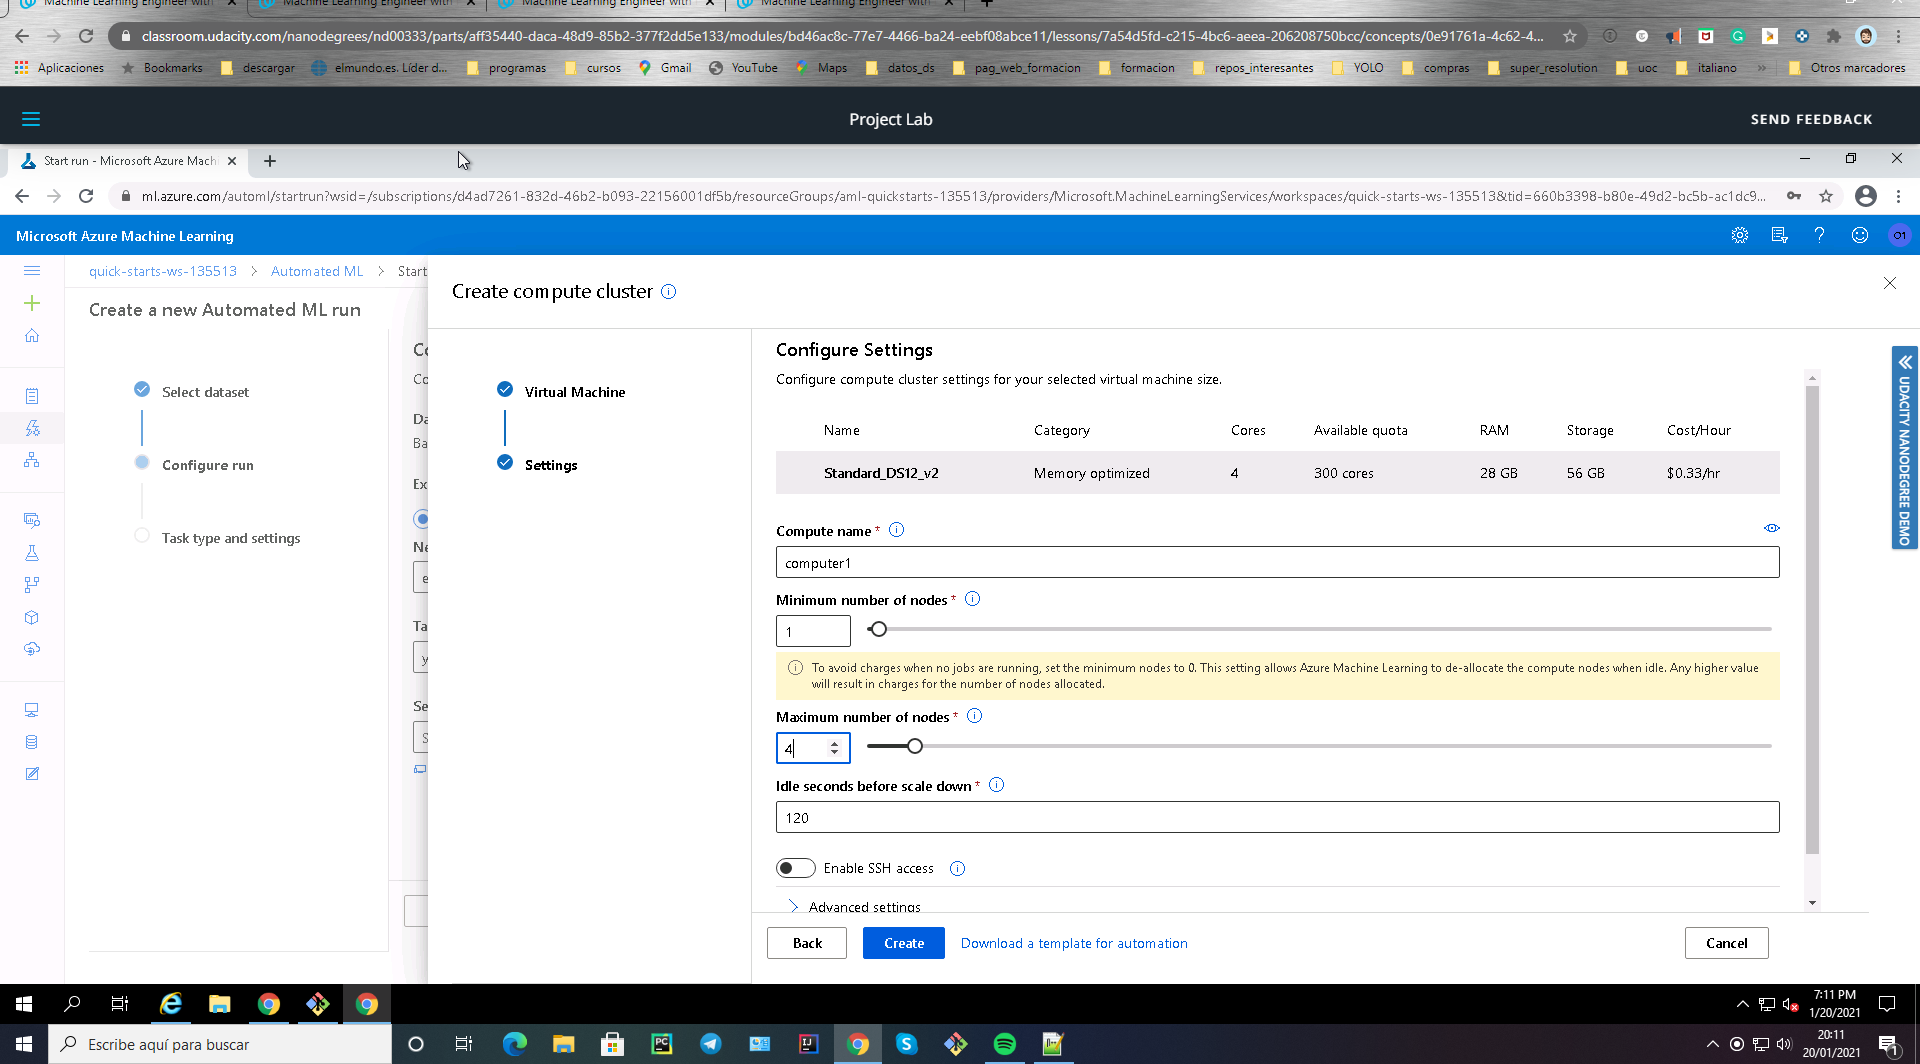 Machine Learning Engineer with
Machine Learning Engineer with
Machine Learning Engineer with
Machine Learning Engineer with
classroom.udacity.com/nanodegrees/nd00333/parts/aff35440-daca-48d9-85b2-377f2dd5e133/modules/bd46ac8c-77e7-4466-ba24-eebf08abce11/lessons/7a54d5fd-c215-4bc6-aeea-206208750bcc/concepts/0e91761a-4c62-4...
Aplicaciones Bookmarks descargar elmundo.es. Líder d... programas cursos Gmail YouTube Maps datos_ds pag_web_formacion formacion repos_interesantes YOLO compras super_resolution uoc italiano » Otros marcadores
Project Lab
SEND FEEDBACK
Start run - Microsoft Azure Mach
ml.azure.com/automl/startrun?wsid=/subscriptions/d4ad7261-832d-46b2-b093-22156001df5b/resourceGroups/aml-quickstarts-135513/providers/Microsoft.MachineLearningServices/workspaces/quick-starts-ws-135513&tid=660b3398-b80e-49d2-bc5b-ac1dc9...
Microsoft Azure Machine Learning
O1
quick-starts-ws-135513 > Automated ML > Start
Create a new Automated ML run
Select dataset
Configure run
Task type and settings
Co
Co
Da
Ba
Ex
Ne
e
Ta
y
Se
S
Create compute cluster
Virtual Machine
Settings
Configure Settings
Configure compute cluster settings for your selected virtual machine size.
Name Category Cores Available quota RAM Storage Cost/Hour
Standard_DS12_v2 Memory optimized 4 300 cores 28 GB 56 GB $0.33/hr
Compute name *
computer1
Minimum number of nodes *
1
To avoid charges when no jobs are running, set the minimum nodes to 0. This setting allows Azure Machine Learning to de-allocate the compute nodes when idle. Any higher value
will result in charges for the number of nodes allocated.
Maximum number of nodes *
4
Idle seconds before scale down *
120
Enable SSH access
Advanced settings
Back
Create
Download a template for automation
Cancel
UDACITY NANODEGREE DEMO
7:11 PM
1/20/2021
Escribe aquí para buscar
20:11
20/01/2021
1